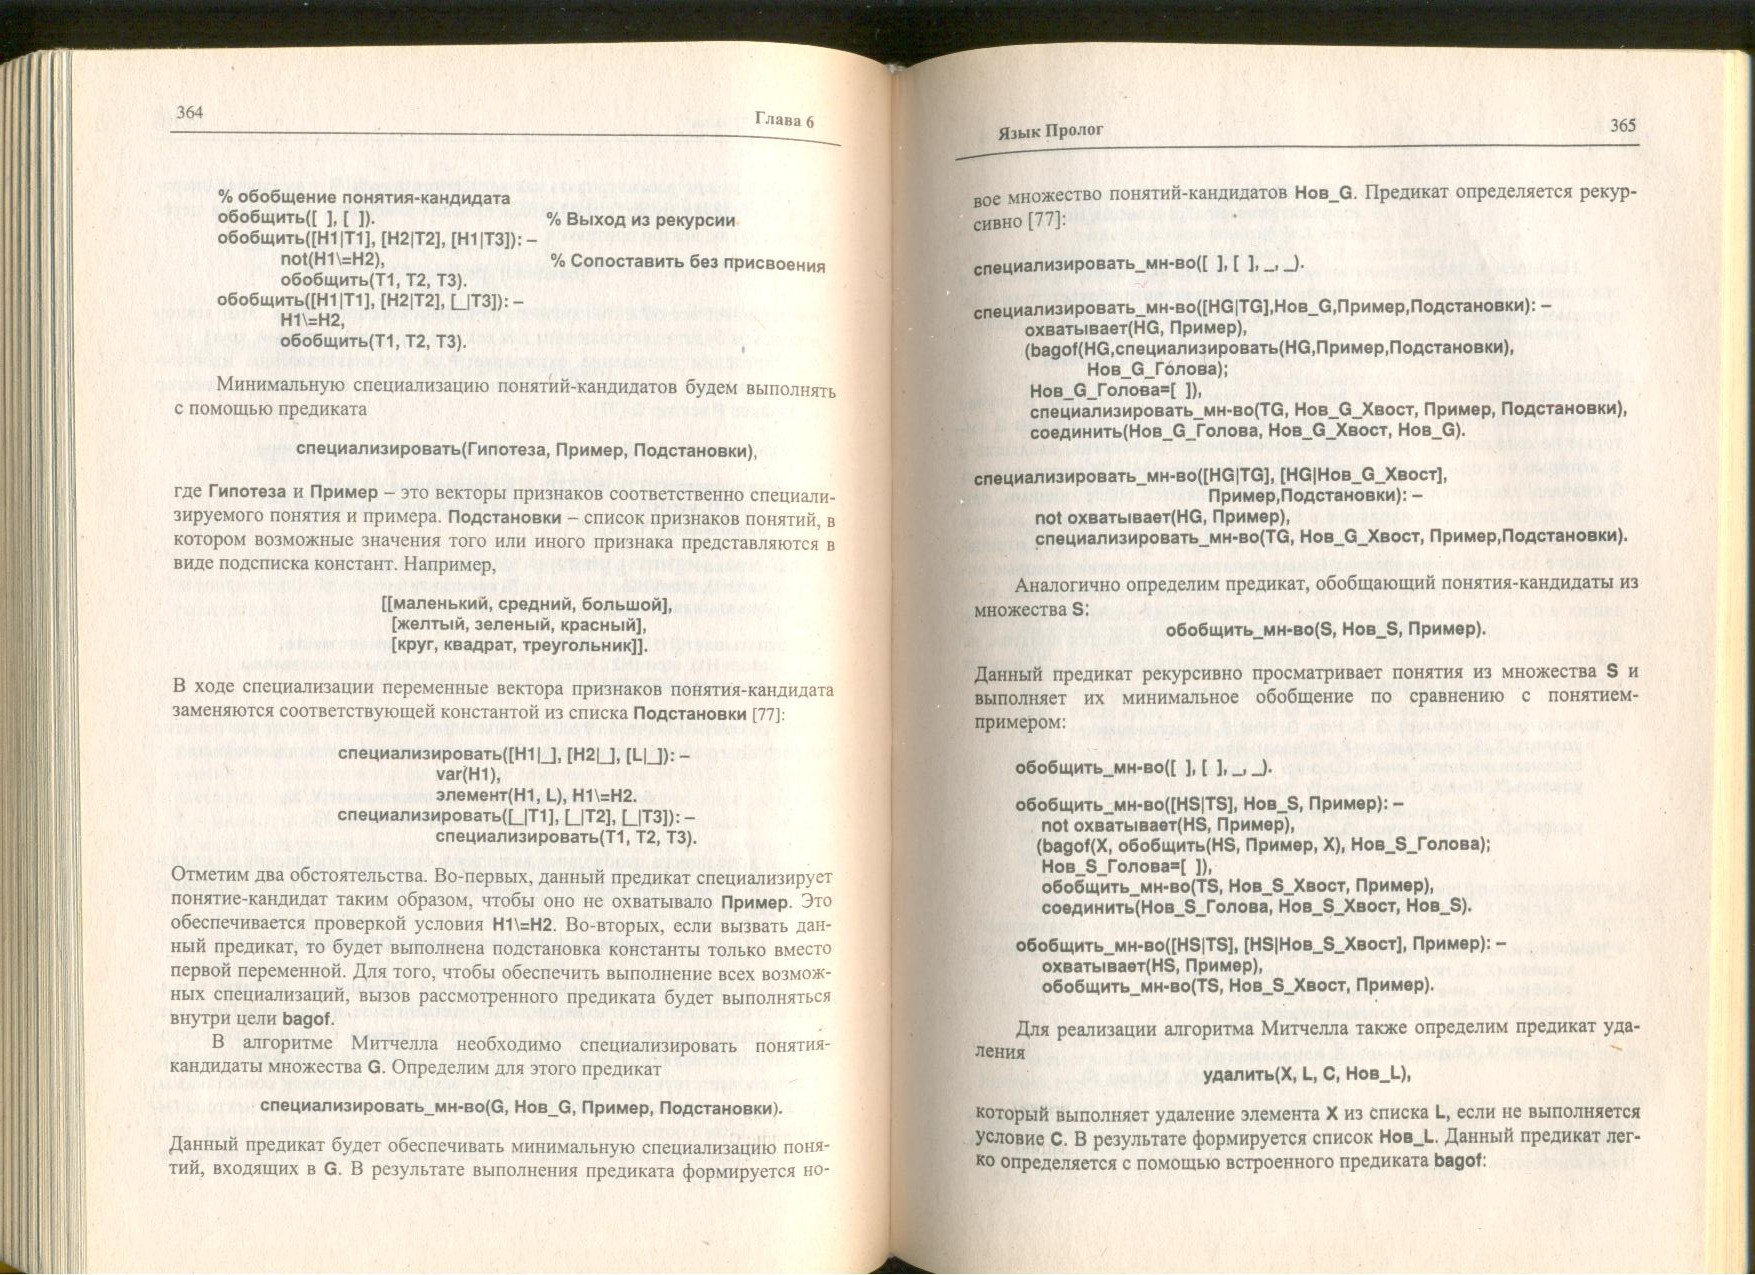 364
Глава 6
% обобщение понятия-кандидата
обобщить([ ], [ ]). % Выход из рекурсии
обобщить([H1|T1], [H2|T2], [H1|T3]): –
not(H1\=H2), % Сопоставить без присвоения
обобщить(T1, T2, T3).
обобщить([H1|T1], [H2|T2], [_|T3]): –
H1\=H2,
обобщить(T1, T2, T3).
Минимальную специализацию понятий-кандидатов будем выполнять
с помощью предиката
специализировать(Гипотеза, Пример, Подстановки),
где Гипотеза и Пример – это векторы признаков соответственно специали-
зируемого понятия и примера. Подстановки – список признаков понятий, в
котором возможные значения того или иного признака представляются в
виде подсписка констант. Например,
[[маленький, средний, большой],
[желтый, зеленый, красный],
[круг, квадрат, треугольник]].
В ходе специализации переменные вектора признаков понятия-кандидата
заменяются соответствующей константой из списка Подстановки [77]:
специализировать([H1|_], [H2|_], [L|_]): –
var(H1),
элемент(H1, L), H1\=H2.
специализировать([_|T1], [_|T2], [_|T3]): –
специализировать(T1, T2, T3).
Отметим два обстоятельства. Во-первых, данный предикат специализирует
понятие-кандидат таким образом, чтобы оно не охватывало Пример. Это
обеспечивается проверкой условия H1\=H2. Во-вторых, если вызвать дан-
ный предикат, то будет выполнена подстановка константы только вместо
первой переменной. Для того, чтобы обеспечить выполнение всех возмож-
ных специализаций, вызов рассмотренного предиката будет выполняться
внутри цели bagof.
В алгоритме Митчелла необходимо специализировать понятия-
кандидаты множества G. Определим для этого предикат
специализировать_мн-во(G, Нов_G, Пример, Подстановки).
Данный предикат будет обеспечивать минимальную специализацию поня-
тий, входящих в G. В результате выполнения предиката формируется но-
Язык Пролог
365
вое множество понятий-кандидатов Нов_G. Предикат определяется рекур-
сивно [77]:
специализировать_мн-во([ ], [ ], _, _).
специализировать_мн-во([HG|TG],Нов_G,Пример,Подстановки): –
охватывает(HG, Пример),
(bagof(HG,специализировать(HG,Пример,Подстановки),
Нов_G_Голова);
Нов_G_Голова=[ ]),
специализировать_мн-во(TG, Нов_G_Хвост, Пример, Подстановки),
соединить(Нов_G_Голова, Нов_G_Хвост, Нов_G).
специализировать_мн-во([HG|TG], [HG|Нов_G_Хвост],
Пример,Подстановки): –
not охватывает(HG, Пример),
специализировать_мн-во(TG, Нов_G_Хвост, Пример,Подстановки).
Аналогично определим предикат, обобщающий понятия-кандидаты из
множества S:
обобщить_мн-во(S, Нов_S, Пример).
Данный предикат рекурсивно просматривает понятия из множества S и
выполняет их минимальное обобщение по сравнению с понятием-
примером:
обобщить_мн-во([ ], [ ], _, _).
обобщить_мн-во([HS|TS], Нов_S, Пример): –
not охватывает(HS, Пример),
(bagof(X, обобщить(HS, Пример, X), Нов_S_Голова);
Нов_S_Голова=[ ]),
обобщить_мн-во(TS, Нов_S_Хвост, Пример),
соединить(Нов_S_Голова, Нов_S_Хвост, Нов_S).
обобщить_мн-во([HS|TS], [HS|Нов_S_Хвост], Пример): –
охватывает(HS, Пример),
обобщить_мн-во(TS, Нов_S_Хвост, Пример).
Для реализации алгоритма Митчелла также определим предикат уда-
ления
удалить(X, L, C, Нов_L),
который выполняет удаление элемента X из списка L, если не выполняется
условие C. В результате формируется список Нов_L. Данный предикат лег-
ко определяется с помощью встроенного предиката bagof: